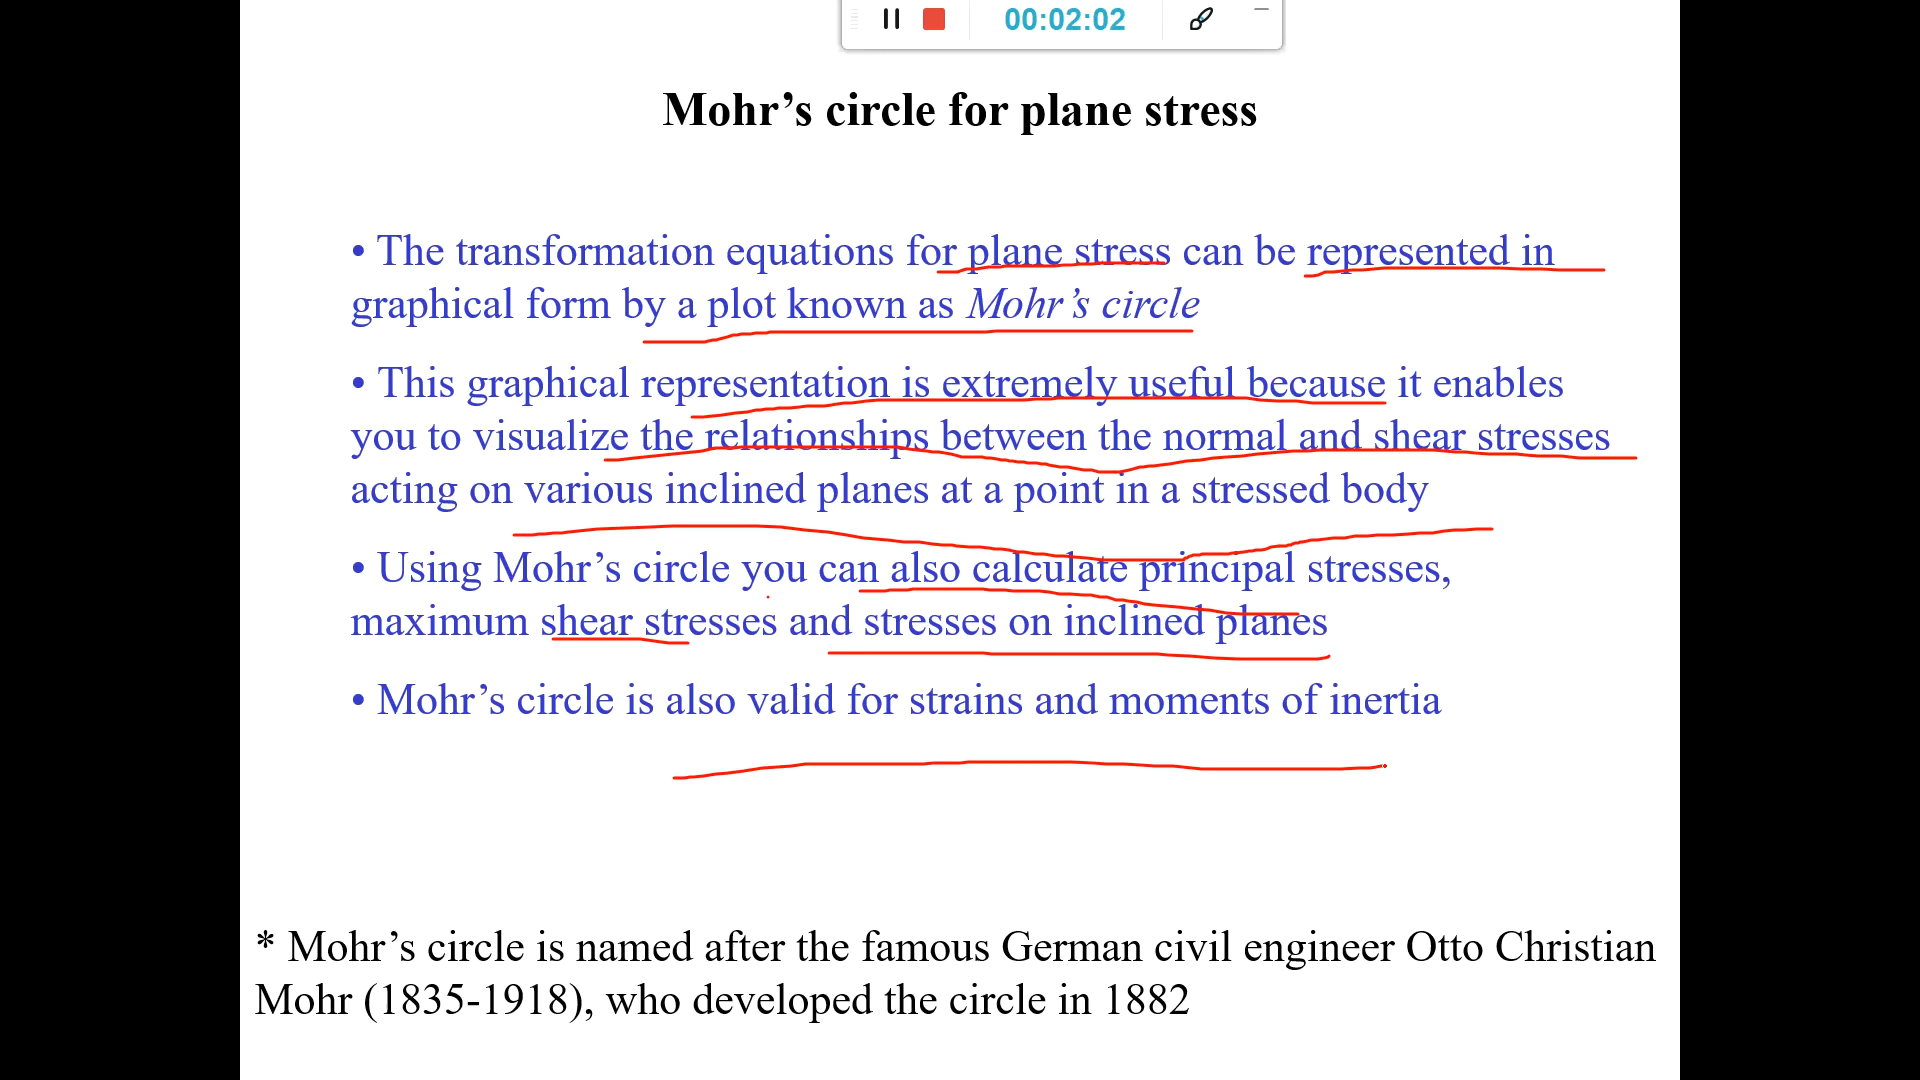 00:02:02
Mohr’s circle for plane stress
• The transformation equations for plane stress can be represented in
graphical form by a plot known as Mohr’s circle
• This graphical representation is extremely useful because it enables
you to visualize the relationships between the normal and shear stresses
acting on various inclined planes at a point in a stressed body
• Using Mohr’s circle you can also calculate principal stresses,
maximum shear stresses and stresses on inclined planes
• Mohr’s circle is also valid for strains and moments of inertia
* Mohr’s circle is named after the famous German civil engineer Otto Christian
Mohr (1835-1918), who developed the circle in 1882